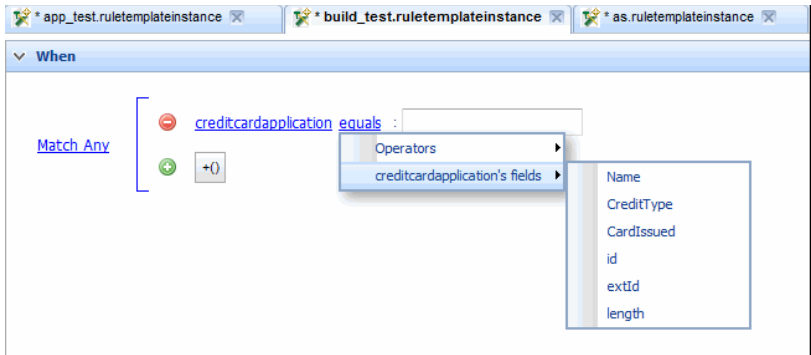 * app_test.ruletemplateinstance * build_test.ruletemplateinstance * as.ruletemplateinstance
When
creditcardapplication equals :
Match Any
+()
Operators
creditcardapplication's fields
Name
CreditType
CardIssued
id
extId
length